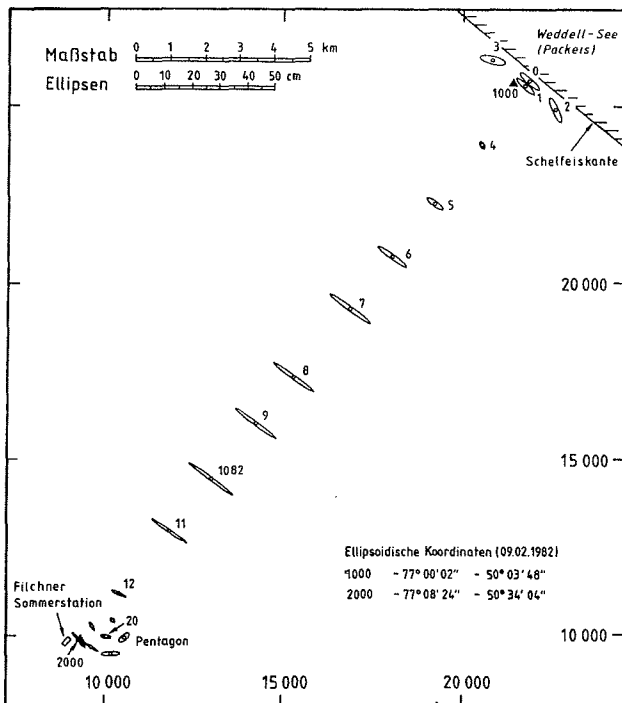 20 000
Weddell-See
(Packeis)
Maßstab 0 1 2 3 4 5 km
Ellipsen 0 10 20 30 40 50 cm
3
0
1000
1
2
Schelfeiskante
4
5
6
20 000
7
8
9
1082
15 000
11
Ellipsoidische Koordinaten (09.02.1982)
1000 - 77° 00' 02" - 50° 03' 48"
2000 - 77° 08' 24" - 50° 34' 04"
12
Filchner
Sommerstation
20
Pentagon
10 000
2000
10 000 15 000 20 000